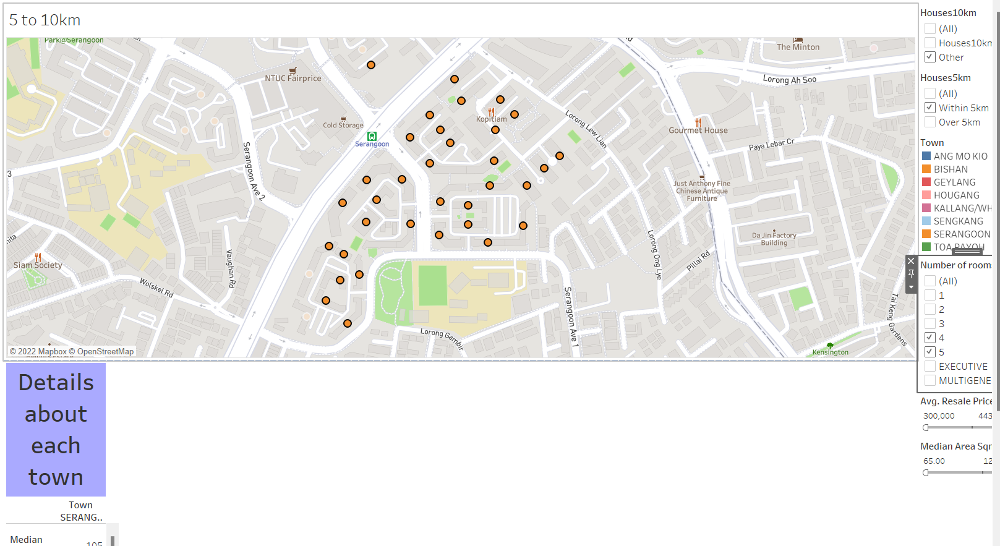 5 to 10km
Park@Serangoon
NTUC Fairprice
Cold Storage
Serangoon
Kopitiam
Lorong Lew Lian
The Minton
Lorong Ah Soo
Gourmet House
Paya Lebar Cr
Just Anthony Fine
Chinese Antique
Furniture
Serangoon Ave 2
3
Siam Society
Wolskel Rd
Vaughan Rd
Da Jin Factory
Building
Lorong Ong Lye
Pillai Rd
Serangoon Ave 1
Lorong Gambir
Tai Keng Gardens
Kensington
© 2022 Mapbox © OpenStreetMap
Houses10km
(All)
Houses10km
Other
Houses5km
(All)
Within 5km
Over 5km
Town
ANG MO KIO
BISHAN
GEYLANG
HOUGANG
KALLANG/WH
SENGKANG
SERANGOON
TOA PAYOH
Number of room
(All)
1
2
3
4
5
EXECUTIVE
MULTIGENE
Avg. Resale Price
300,000 443
Median Area Sqr
65.00 12
Details
about
each
town
Town
SERANG..
Median
105